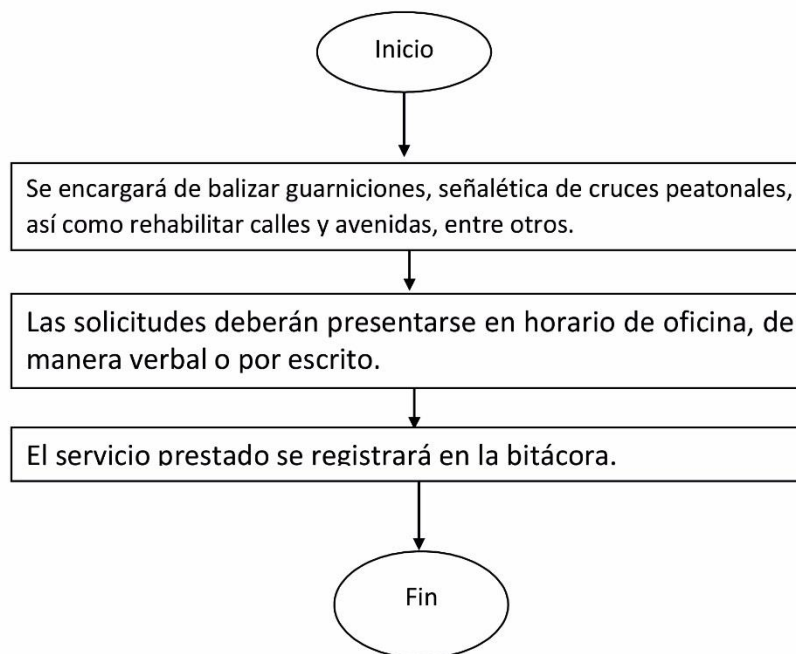 Inicio
Se encargará de balizar guarniciones, señalética de cruces peatonales,
así como rehabilitar calles y avenidas, entre otros.
Las solicitudes deberán presentarse en horario de oficina, de
manera verbal o por escrito.
El servicio prestado se registrará en la bitácora.
Fin